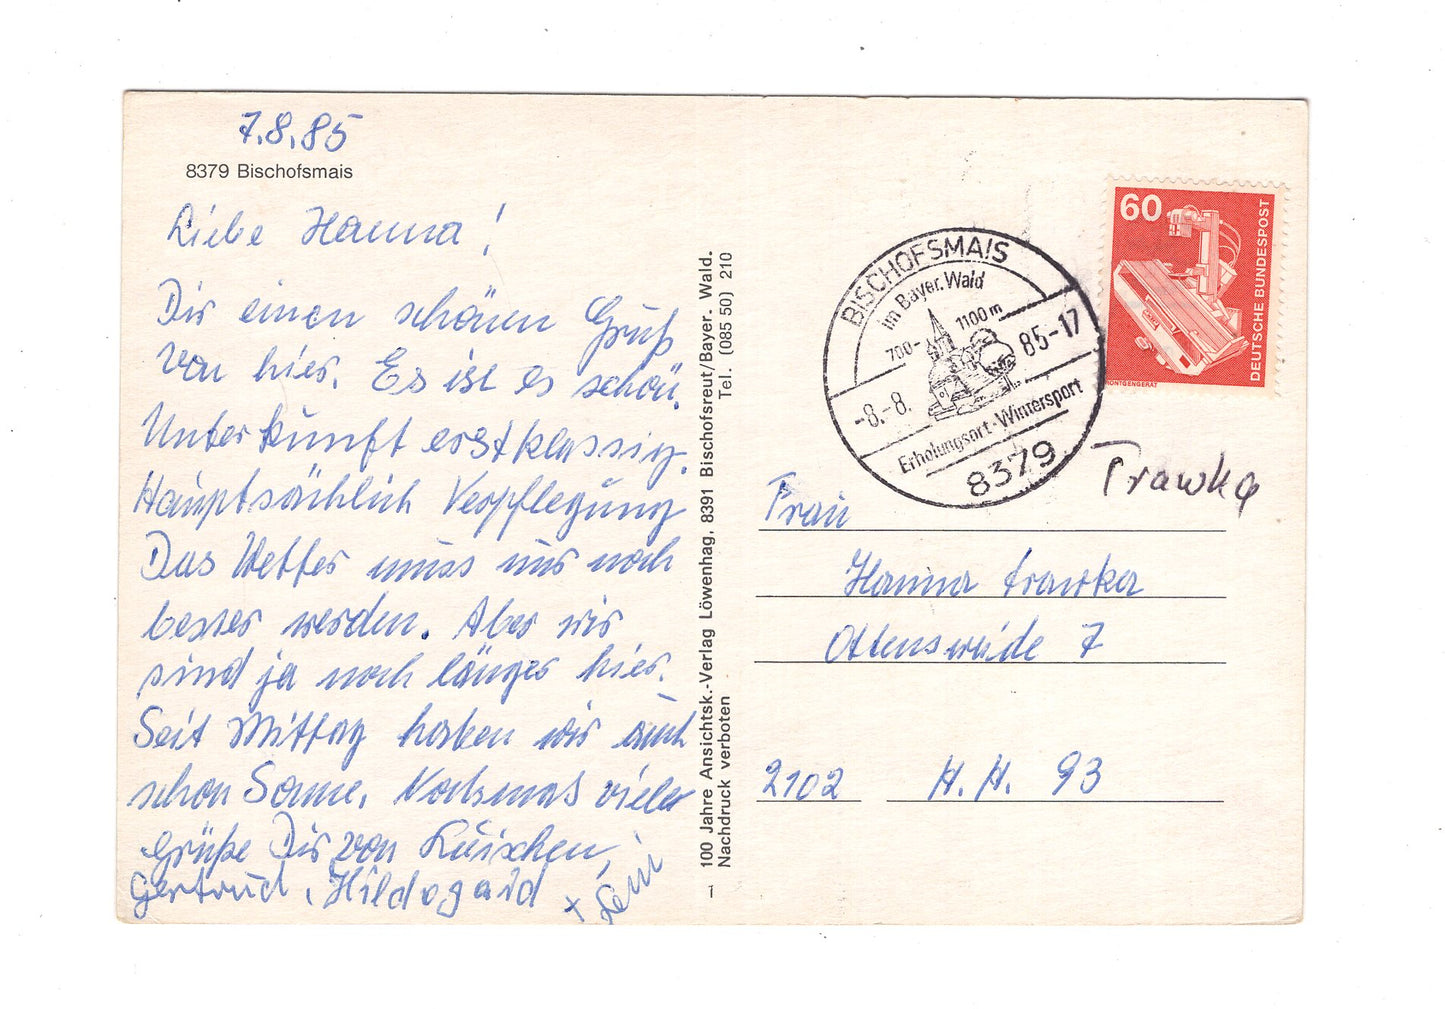 7.8.85
8379 Bischofsmais
Liebe Hanna!
Dir einen schönen Gruß
von hier. Es ist es schön.
Unterkunft erstklassig.
Hauptsächlich Verpflegung
Das Wetter muss nur noch
besser werden. Aber wir
sind ja noch länger hier.
Seit Mittag haben wir auch
schon Sonne. Nochmals viele
Grüße Dir von
Gertrud, Hildegard +
100 Jahre Ansichtsk.-Verlag Löwenhag, 8391 Bischofsreut/Bayer. Wald.
Nachdruck verboten Tel. (085 50) 210
BISCHOFSMAIS
im Bayer. Wald
700- 1100 m
-8.-8. 85-17
Erholungsort-Wintersport
8379
60
DEUTSCHE BUNDESPOST
RÖNTGENGERÄT
Trawka
Frau
Hanna Trawka
Ottensweide 7
2102 H.H. 93